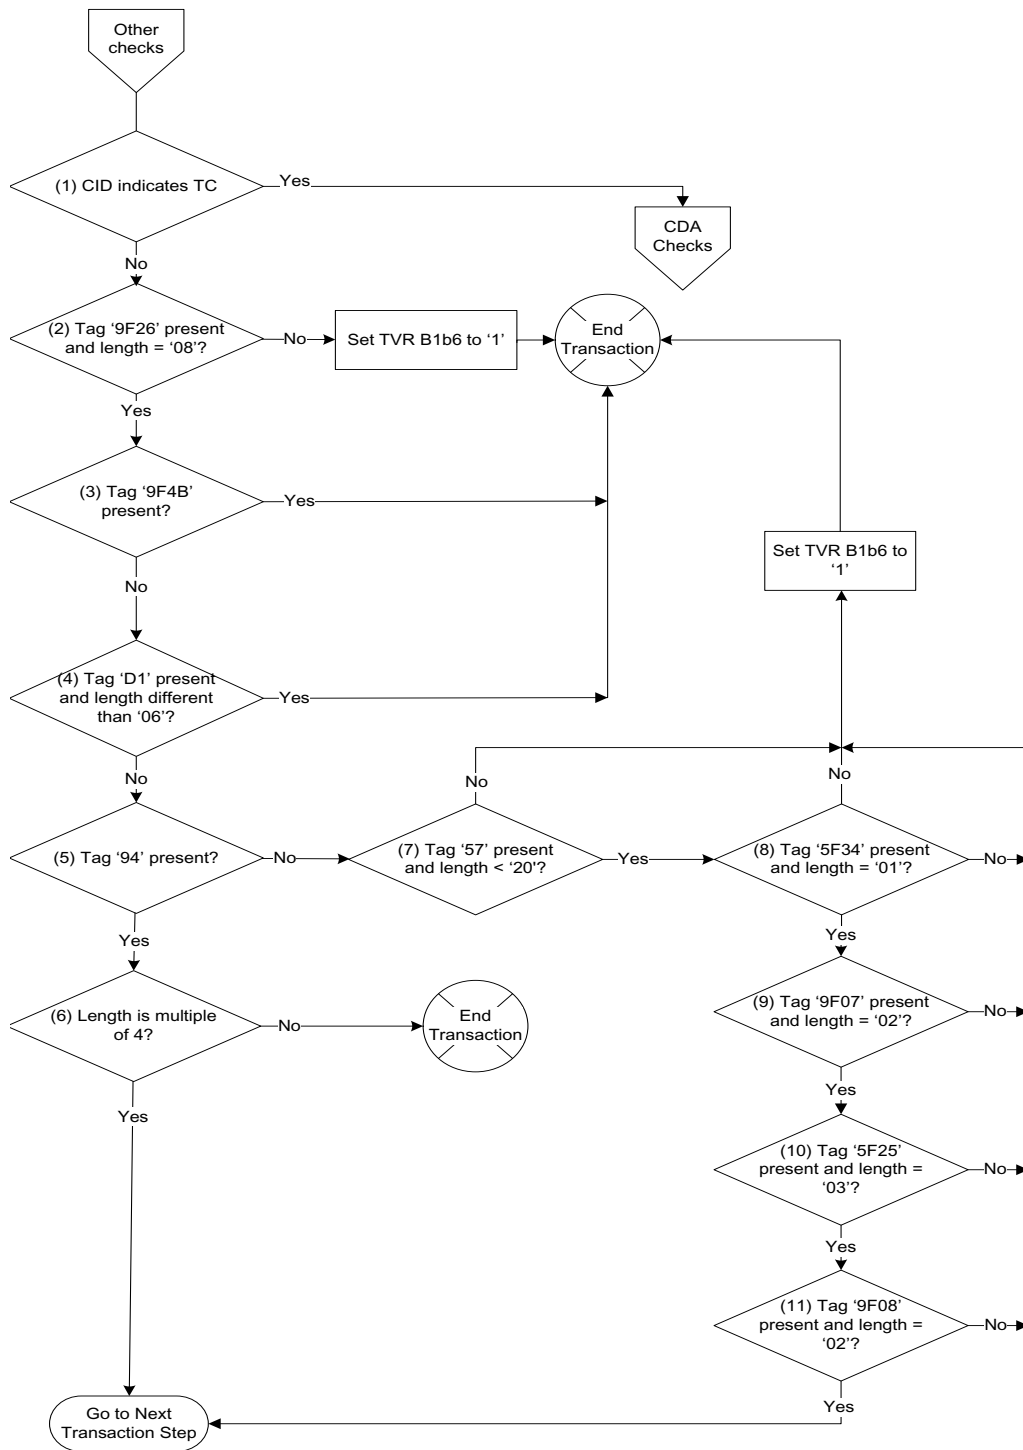 Other
checks
(1) CID indicates TC
Yes
CDA
Checks
No
(2) Tag ‘9F26’ present
and length = ‘08’?
No
Set TVR B1b6 to ‘1’
End
Transaction
Yes
(3) Tag ‘9F4B’
present?
Yes
No
Set TVR B1b6 to
‘1’
(4) Tag ‘D1’ present
and length different
than ‘06’?
Yes
No
No
No
(5) Tag ‘94’ present?
No
(7) Tag ‘57’ present
and length < ‘20’?
Yes
(8) Tag ‘5F34’ present
and length = ‘01’?
No
Yes
Yes
(6) Length is multiple
of 4?
No
End
Transaction
(9) Tag ‘9F07’ present
and length = ‘02’?
No
Yes
Yes
(10) Tag ‘5F25’
present and length =
‘03’?
No
Yes
(11) Tag ‘9F08’
present and length =
‘02’?
No
Yes
Go to Next
Transaction Step